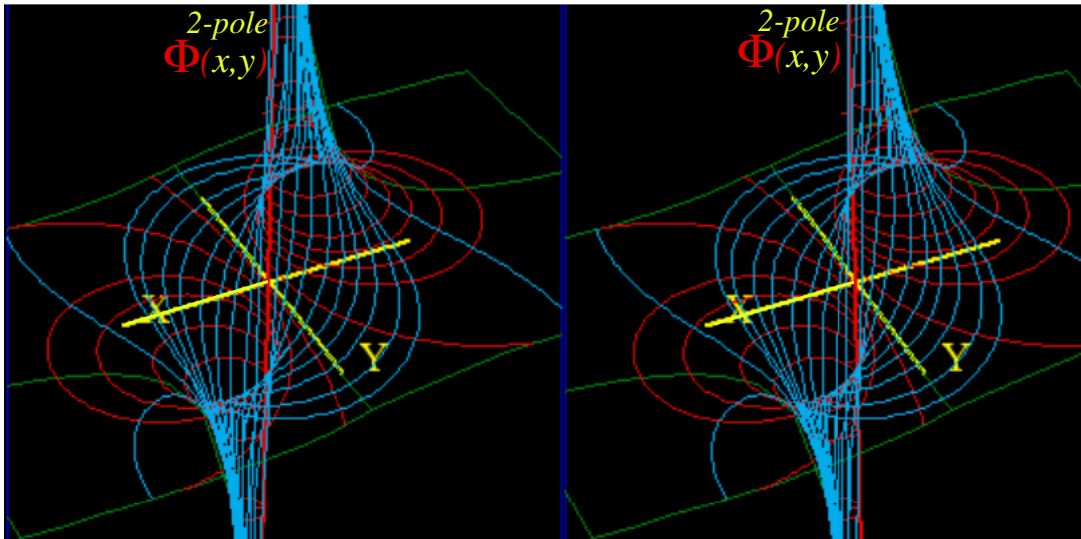 2-pole
Φ(x,y)
X
Y
2-pole
Φ(x,y)
X
Y